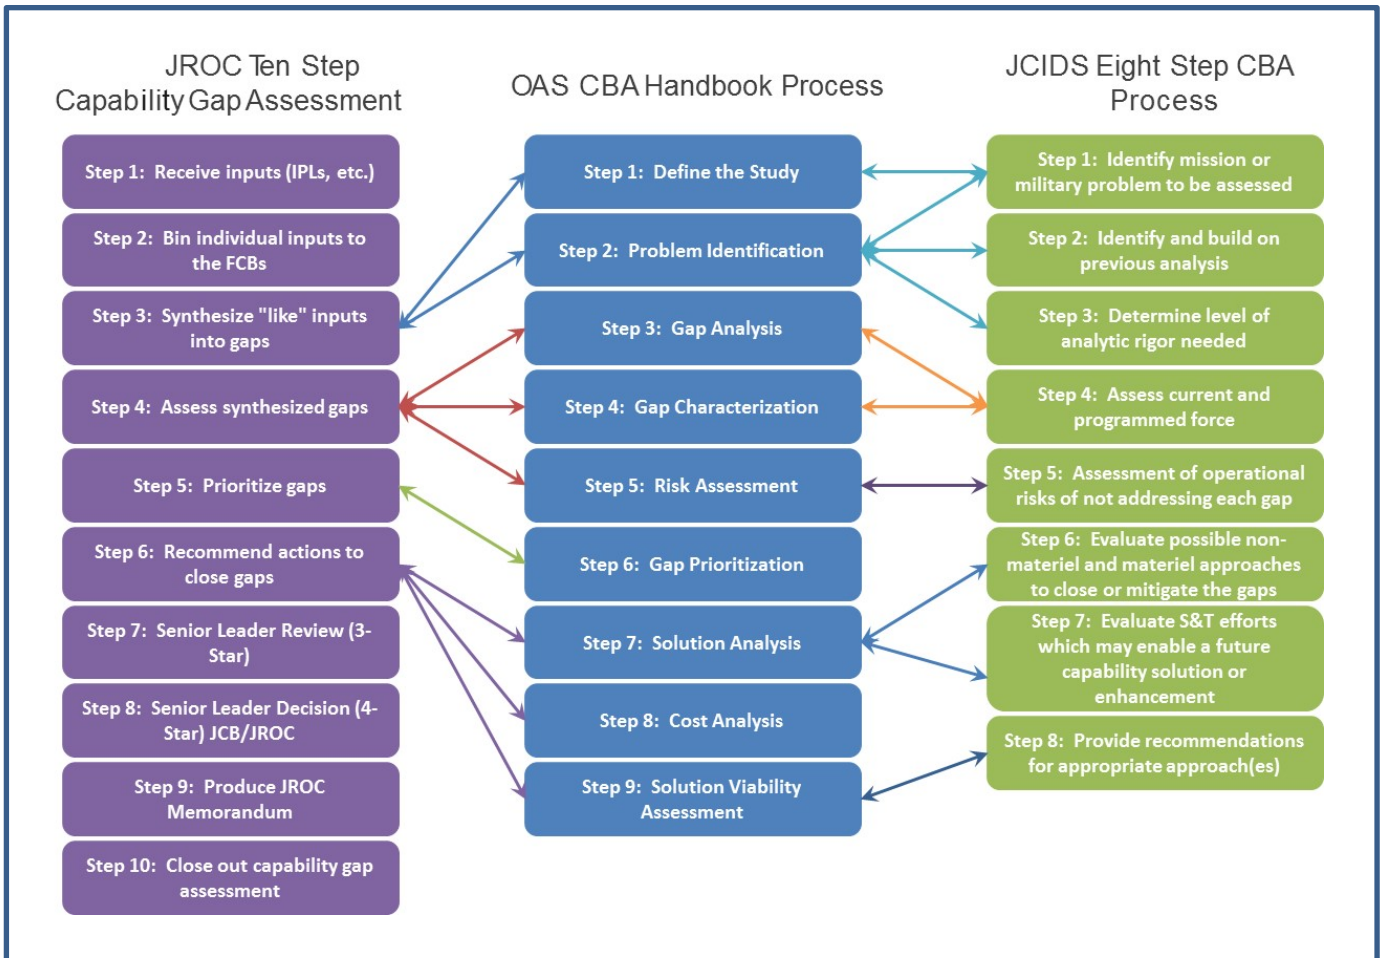 JROC Ten Step
Capability Gap Assessment
Step 1: Receive inputs (IPLs, etc.)
Step 2: Bin individual inputs to
the FCBs
Step 3: Synthesize "like" inputs
into gaps
Step 4: Assess synthesized gaps
Step 5: Prioritize gaps
Step 6: Recommend actions to
close gaps
Step 7: Senior Leader Review (3-
Star)
Step 8: Senior Leader Decision (4-
Star) JCB/JROC
Step 9: Produce JROC
Memorandum
Step 10: Close out capability gap
assessment
OAS CBA Handbook Process
Step 1: Define the Study
Step 2: Problem Identification
Step 3: Gap Analysis
Step 4: Gap Characterization
Step 5: Risk Assessment
Step 6: Gap Prioritization
Step 7: Solution Analysis
Step 8: Cost Analysis
Step 9: Solution Viability
Assessment
JCIDS Eight Step CBA
Process
Step 1: Identify mission or
military problem to be assessed
Step 2: Identify and build on
previous analysis
Step 3: Determine level of
analytic rigor needed
Step 4: Assess current and
programmed force
Step 5: Assessment of operational
risks of not addressing each gap
Step 6: Evaluate possible non-
materiel and materiel approaches
to close or mitigate the gaps
Step 7: Evaluate S&T efforts
which may enable a future
capability solution or
enhancement
Step 8: Provide recommendations
for appropriate approach(es)